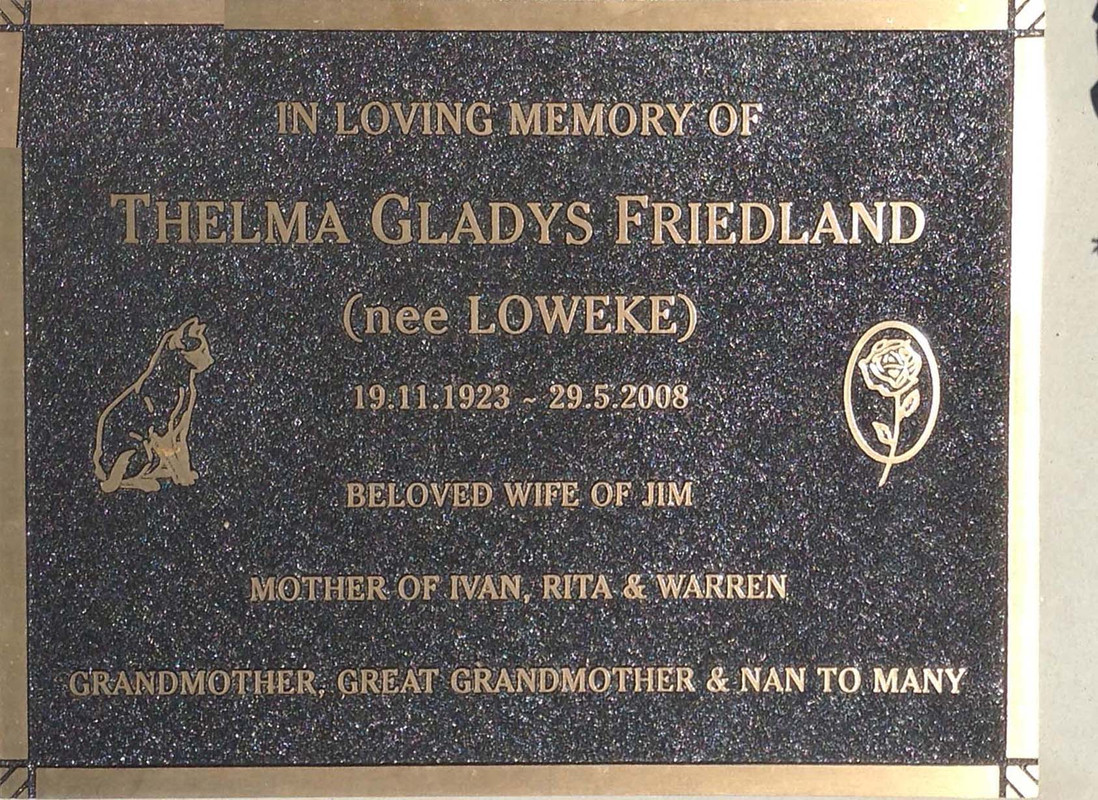 IN LOVING MEMORY OF
THELMA GLADYS FRIEDLAND
(nee LOWEKE)
19.11.1923 ~ 29.5.2008
BELOVED WIFE OF JIM
MOTHER OF IVAN, RITA & WARREN
GRANDMOTHER, GREAT GRANDMOTHER & NAN TO MANY